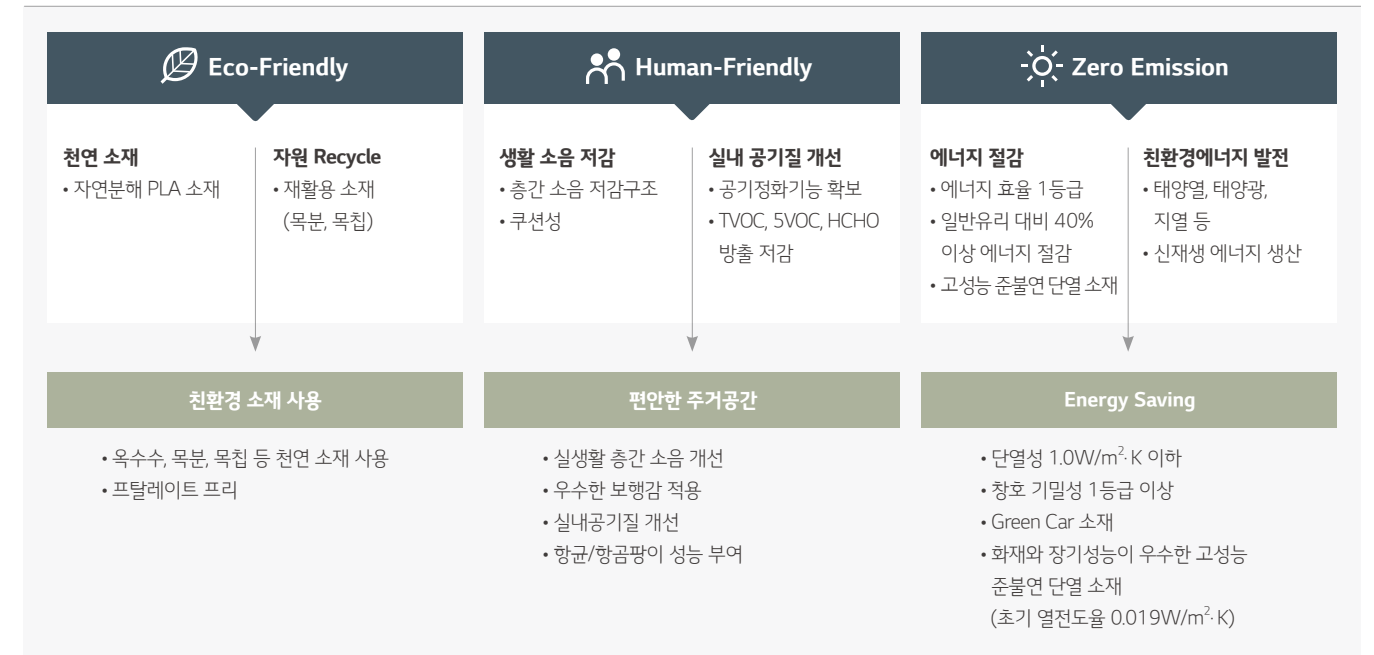 Eco-Friendly
천연 소재
• 자연분해 PLA 소재
자원 Recycle
• 재활용 소재
(목분, 목칩)
친환경 소재 사용
• 옥수수, 목분, 목칩 등 천연 소재 사용
• 프탈레이트 프리
Human-Friendly
생활 소음 저감
• 층간 소음 저감구조
• 쿠션성
실내 공기질 개선
• 공기정화기능 확보
• TVOC, 5VOC, HCHO
방출 저감
편안한 주거공간
• 실생활 층간 소음 개선
• 우수한 보행감 적용
• 실내공기질 개선
• 항균/항곰팡이 성능 부여
Zero Emission
에너지 절감
• 에너지 효율 1등급
• 일반유리 대비 40%
이상 에너지 절감
• 고성능 준불연 단열 소재
친환경에너지 발전
• 태양열, 태양광,
지열 등
• 신재생 에너지 생산
Energy Saving
• 단열성 1.0W/m²·K 이하
• 창호 기밀성 1등급 이상
• Green Car 소재
• 화재와 장기성능이 우수한 고성능
준불연 단열 소재
(초기 열전도율 0.019W/m²·K)